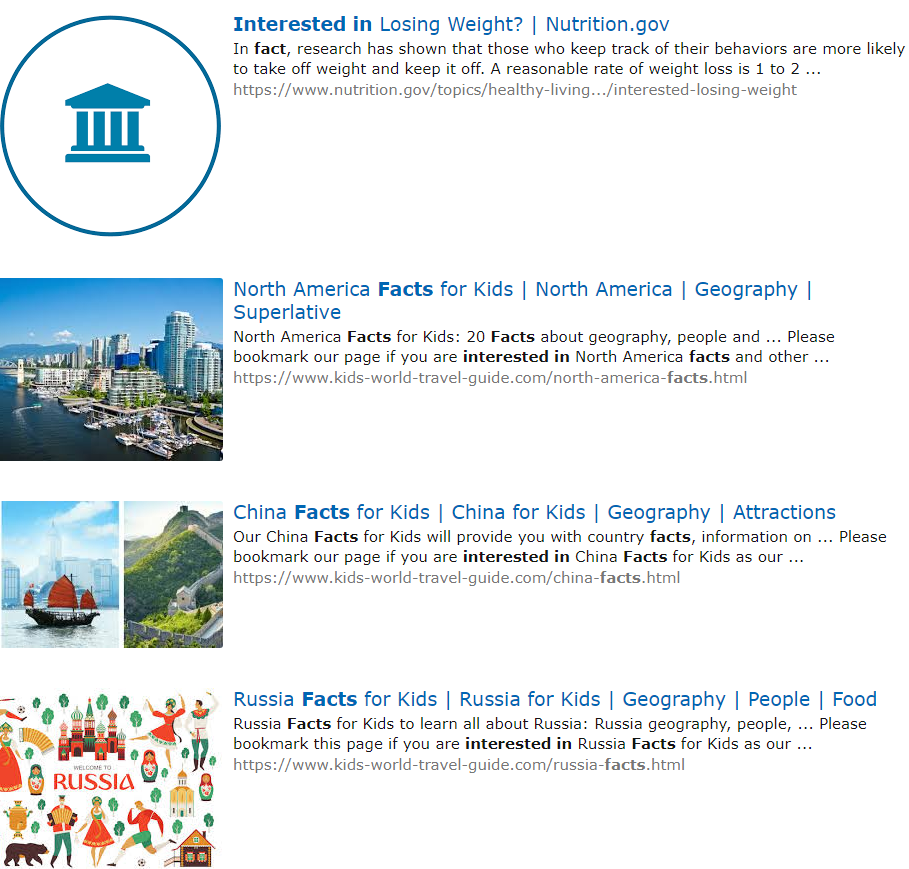 Interested in Losing Weight? | Nutrition.gov
In fact, research has shown that those who keep track of their behaviors are more likely
to take off weight and keep it off. A reasonable rate of weight loss is 1 to 2 ...
https://www.nutrition.gov/topics/healthy-living.../interested-losing-weight
North America Facts for Kids | North America | Geography |
Superlative
North America Facts for Kids: 20 Facts about geography, people and ... Please
bookmark our page if you are interested in North America facts and other ...
https://www.kids-world-travel-guide.com/north-america-facts.html
China Facts for Kids | China for Kids | Geography | Attractions
Our China Facts for Kids will provide you with country facts, information on ... Please
bookmark our page if you are interested in China Facts for Kids as our ...
https://www.kids-world-travel-guide.com/china-facts.html
Russia Facts for Kids | Russia for Kids | Geography | People | Food
Russia Facts for Kids to learn all about Russia: Russia geography, people, ... Please
bookmark this page if you are interested in Russia Facts for Kids as our ...
https://www.kids-world-travel-guide.com/russia-facts.html
WELCOME TO
RUSSIA